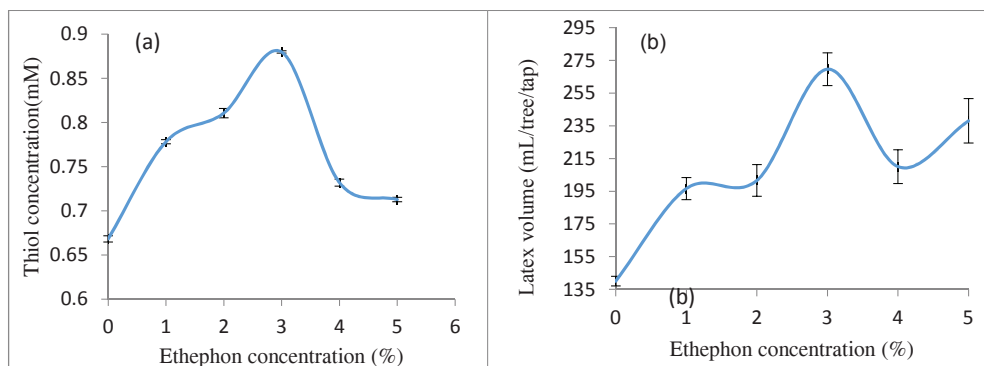 (a)
Thiol concentration(mM)
0.9
0.85
0.8
0.75
0.7
0.65
0.6
0 1 2 3 4 5 6
Ethephon concentration (%)
(b)
Latex volume (mL/tree/tap)
295
275
255
235
215
195
175
155
135
(b)
0 1 2 3 4 5
Ethephon concentration (%)